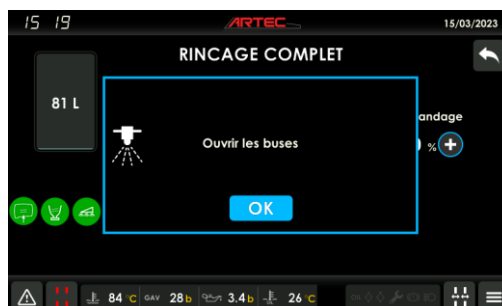 15 19
ARTEC
15/03/2023
RINCAGE COMPLET
81 L
andage
%
Ouvrir les buses
OK
84 °C GAV 28 b 3.4 b 26 °C